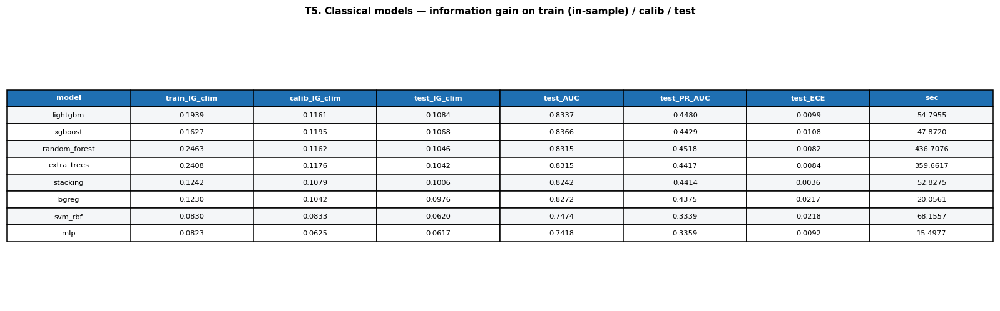 T5. Classical models — information gain on train (in-sample) / calib / test
model train_IG_clim calib_IG_clim test_IG_clim test_AUC test_PR_AUC test_ECE sec
lightgbm 0.1939 0.1161 0.1084 0.8337 0.4480 0.0099 54.7955
xgboost 0.1627 0.1195 0.1068 0.8366 0.4429 0.0108 47.8720
random_forest 0.2463 0.1162 0.1046 0.8315 0.4518 0.0082 436.7076
extra_trees 0.2408 0.1176 0.1042 0.8315 0.4417 0.0084 359.6617
stacking 0.1242 0.1079 0.1006 0.8242 0.4414 0.0036 52.8275
logreg 0.1230 0.1042 0.0976 0.8272 0.4375 0.0217 20.0561
svm_rbf 0.0830 0.0833 0.0620 0.7474 0.3339 0.0218 68.1557
mlp 0.0823 0.0625 0.0617 0.7418 0.3359 0.0092 15.4977